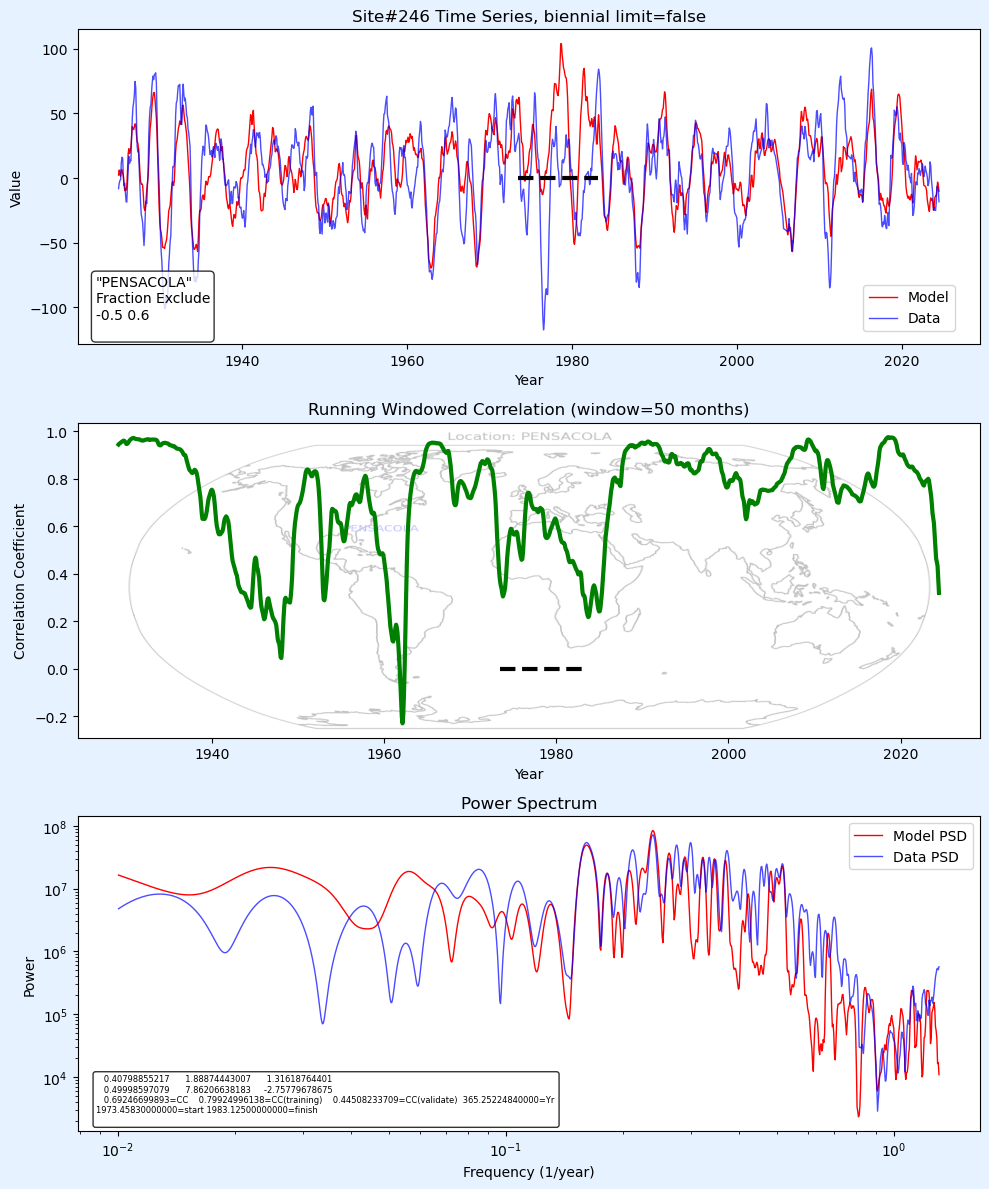 Site#246 Time Series, biennial limit=false
100
50
0
−50
−100
Value
"PENSACOLA"
Fraction Exclude
-0.5 0.6
Model
Data
1940
1960
1980
2000
2020
Year
Running Windowed Correlation (window=50 months)
Location: PENSACOLA
PENSACOLA
1.0
0.8
0.6
0.4
0.2
0.0
−0.2
Correlation Coefficient
1940
1960
1980
2000
2020
Year
Power Spectrum
10^8
10^7
10^6
10^5
10^4
Power
Model PSD
Data PSD
0.40798855217 1.88874443007 1.31618764401
0.49998597079 7.86206638183 -2.75779678675
0.69246699893=CC 0.79924996138=CC(training) 0.44508233709=CC(validate) 365.25224840000=Yr
1973.45830000000=start 1983.12500000000=finish
10^−2
10^−1
10^0
Frequency (1/year)